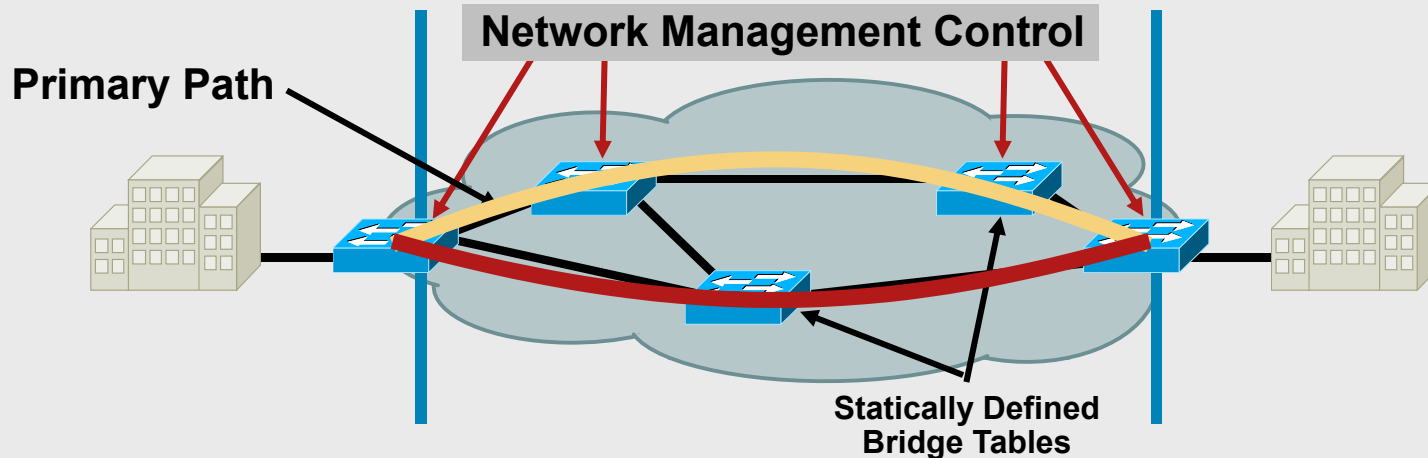 Network Management Control
Primary Path
Statically Defined
Bridge Tables